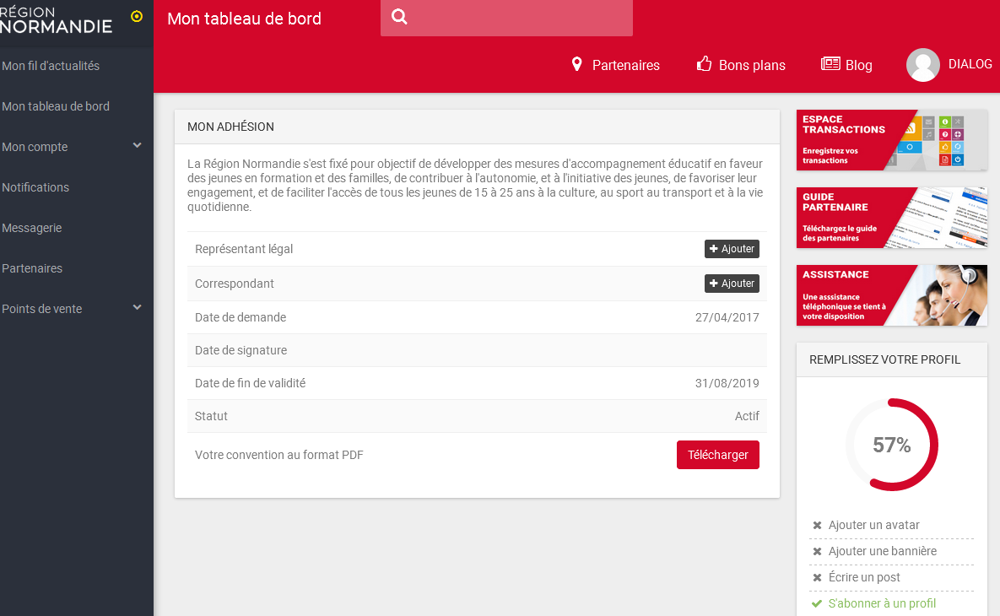 RÉGION
NORMANDIE
Mon tableau de bord
Partenaires
Bons plans
Blog
DIALOG
Mon fil d'actualités
Mon tableau de bord
Mon compte
Notifications
Messagerie
Partenaires
Points de vente
MON ADHÉSION
La Région Normandie s'est fixé pour objectif de développer des mesures d'accompagnement éducatif en faveur
des jeunes en formation et des familles, de contribuer à l'autonomie, et à l'initiative des jeunes, de favoriser leur
engagement, et de faciliter l'accès de tous les jeunes de 15 à 25 ans à la culture, au sport au transport et à la vie
quotidienne.
Représentant légal
Ajouter
Correspondant
Ajouter
Date de demande
27/04/2017
Date de signature
Date de fin de validité
31/08/2019
Statut
Actif
Votre convention au format PDF
Télécharger
ESPACE
TRANSACTIONS
Enregistrez vos
transactions
GUIDE
PARTENAIRE
Téléchargez le guide
des partenaires
ASSISTANCE
Une asssistance
téléphonique se tient à
votre disposition
REMPLISSEZ VOTRE PROFIL
57%
Ajouter un avatar
Ajouter une bannière
Écrire un post
S'abonner à un profil